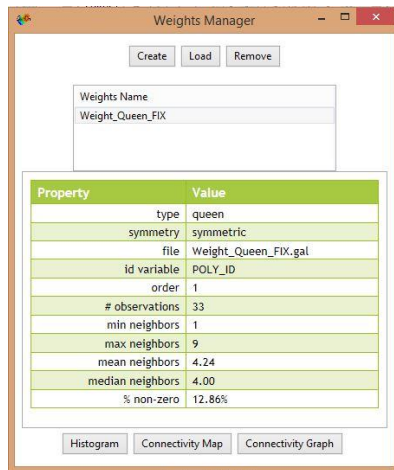 Weights Manager
Create Load Remove
Weights Name
Weight_Queen_FIX
Property Value
type queen
symmetry symmetric
file Weight_Queen_FIX.gal
id variable POLY_ID
order 1
# observations 33
min neighbors 1
max neighbors 9
mean neighbors 4.24
median neighbors 4.00
% non-zero 12.86%
Histogram Connectivity Map Connectivity Graph